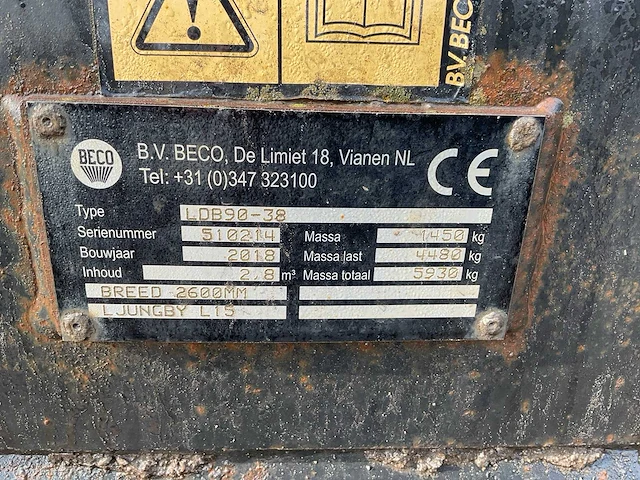 BV.BEC
BECO
B.V. BECO, De Limiet 18, Vianen NL
Tel: +31 (0)347 323100
CE
Type LDB90-38
Serienummer 510214 Massa 1450 kg
Bouwjaar 2018 Massa last 4480 kg
Inhoud 2,8 m³ Massa totaal 5930 kg
BREED 2600MM
LJUNGBY L15